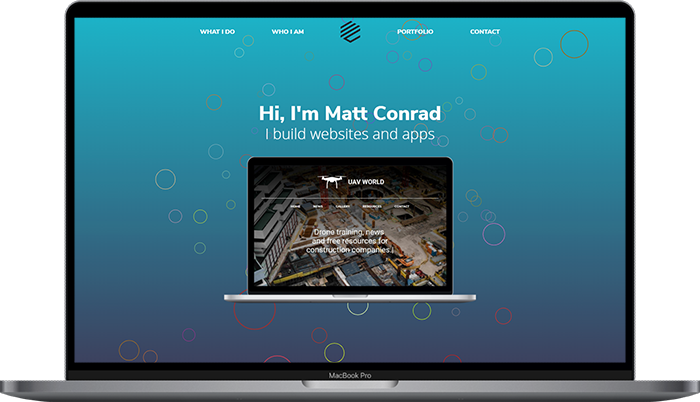 WHAT I DO WHO I AM PORTFOLIO CONTACT
Hi, I'm Matt Conrad
I build websites and apps
UAV WORLD
HOME NEWS GALLERY RESOURCES CONTACT
Drone training, news
and free resources for
construction companies.|
MacBook Pro